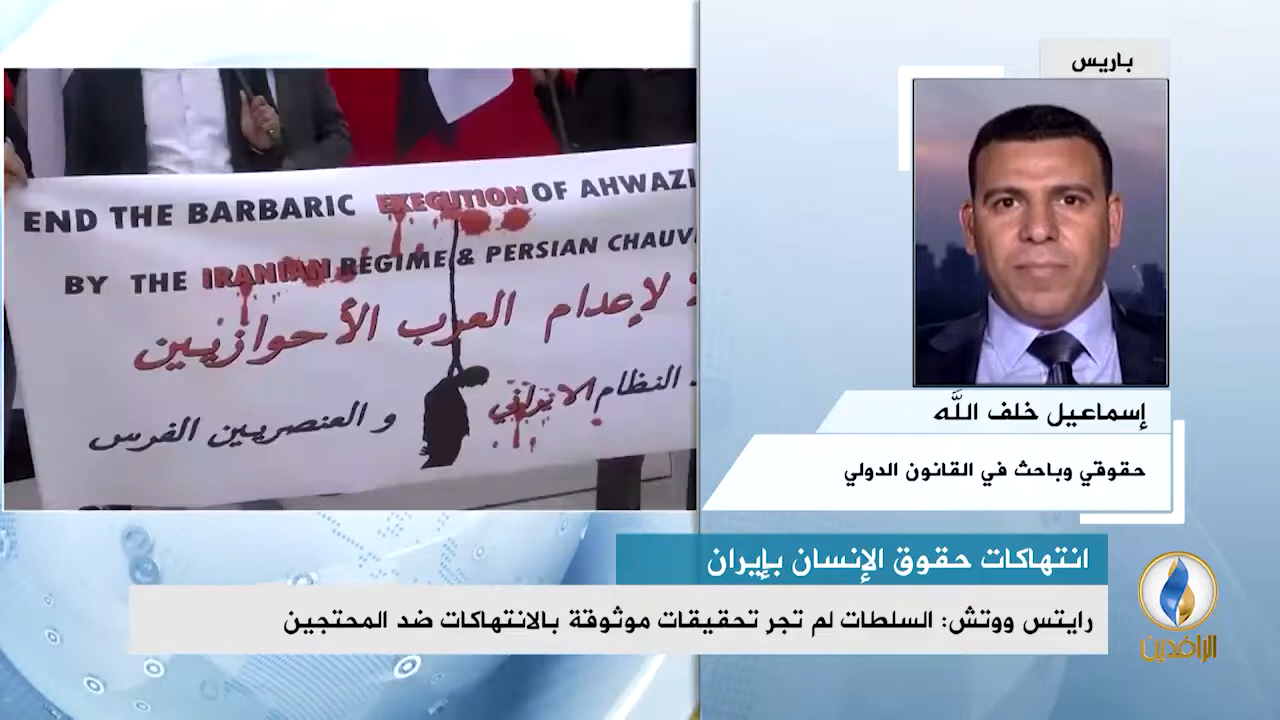 باريس
END THE BARBARIC EXECUTION OF AHWAZI
BY THE IRANIAN REGIME & PERSIAN CHAUV
لإعدام العرب الأحوازيين
النظام الايراني
و العنصريين الفرس
إسماعيل خلف الله
حقوقي وباحث في القانون الدولي
انتهاكات حقوق الإنسان بإيران
رايتس ووتش: السلطات لم تجر تحقيقات موثوقة بالانتهاكات ضد المحتجين
الرافدين